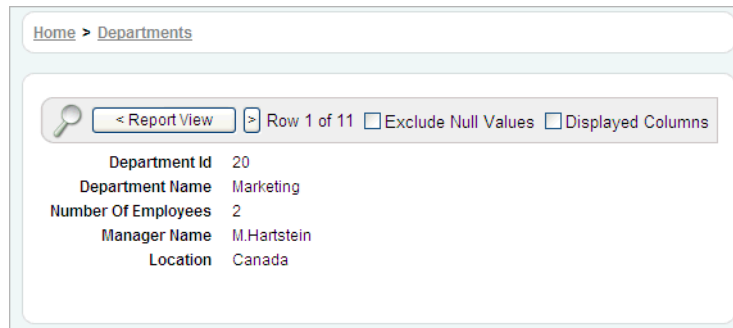 Home > Departments
< Report View > Row 1 of 11 Exclude Null Values Displayed Columns
Department Id 20
Department Name Marketing
Number Of Employees 2
Manager Name M.Hartstein
Location Canada